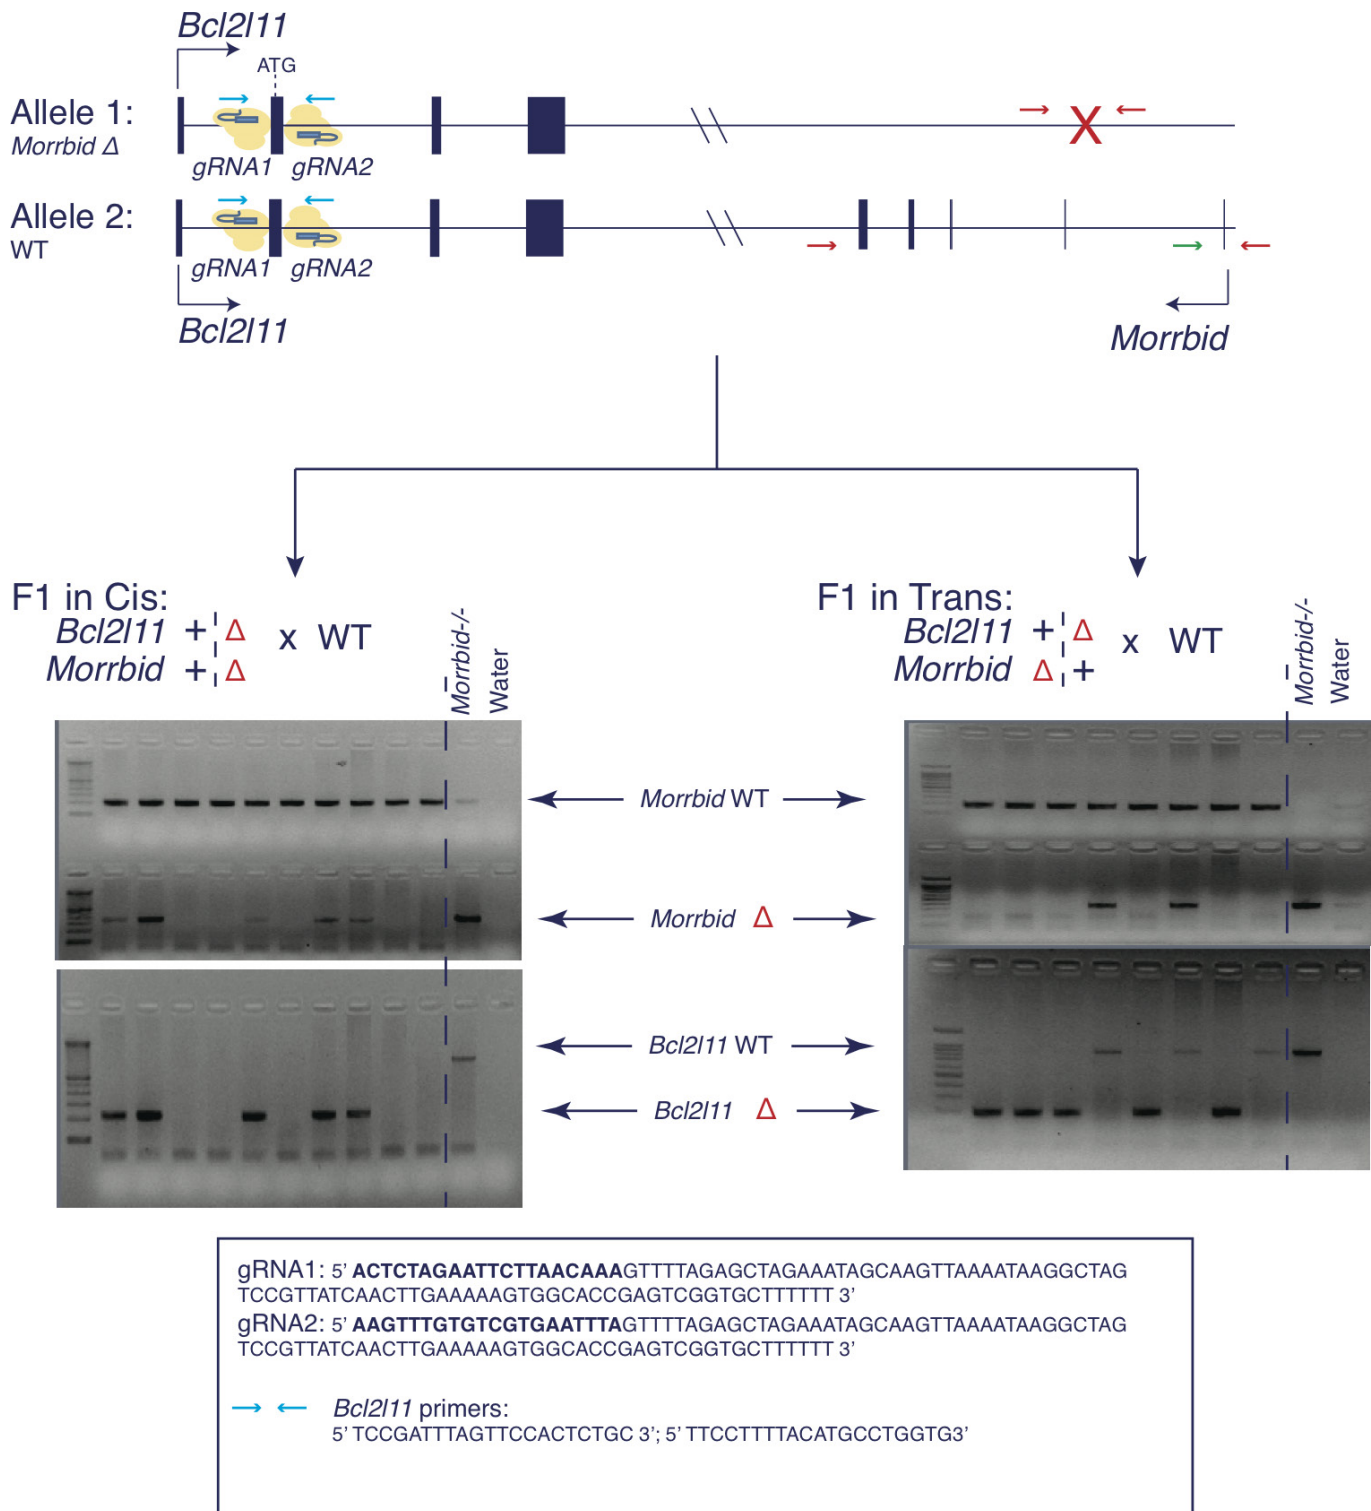 Bcl2l11
ATG
Allele 1:
Morrbid Δ
gRNA1 gRNA2
X
Allele 2:
WT
gRNA1 gRNA2
Bcl2l11
Morrbid
F1 in Cis:
Bcl2l11 + Δ
x WT
Morrbid + Δ
Morrbid-/-
Water
F1 in Trans:
Bcl2l11 + Δ
x WT
Morrbid Δ +
Morrbid-/-
Water
Morrbid WT
Morrbid Δ
Bcl2l11 WT
Bcl2l11 Δ
gRNA1: 5' ACTCTAGAATTCTTAACAAAGTTTTAGAGCTAGAAATAGCAAGTTAAAATAAGGCTAG
TCCGTTATCAACTTGAAAAAGTGGCACCGAGTCGGTGCTTTTTT 3'
gRNA2: 5' AAGTTTGTGTCGTGAATTTAGTTTTAGAGCTAGAAATAGCAAGTTAAAATAAGGCTAG
TCCGTTATCAACTTGAAAAAGTGGCACCGAGTCGGTGCTTTTTT 3'
Bcl2l11 primers:
5' TCCGATTTAGTTCCACTCTGC 3'; 5' TTCCTTTTACATGCCTGGTG3'